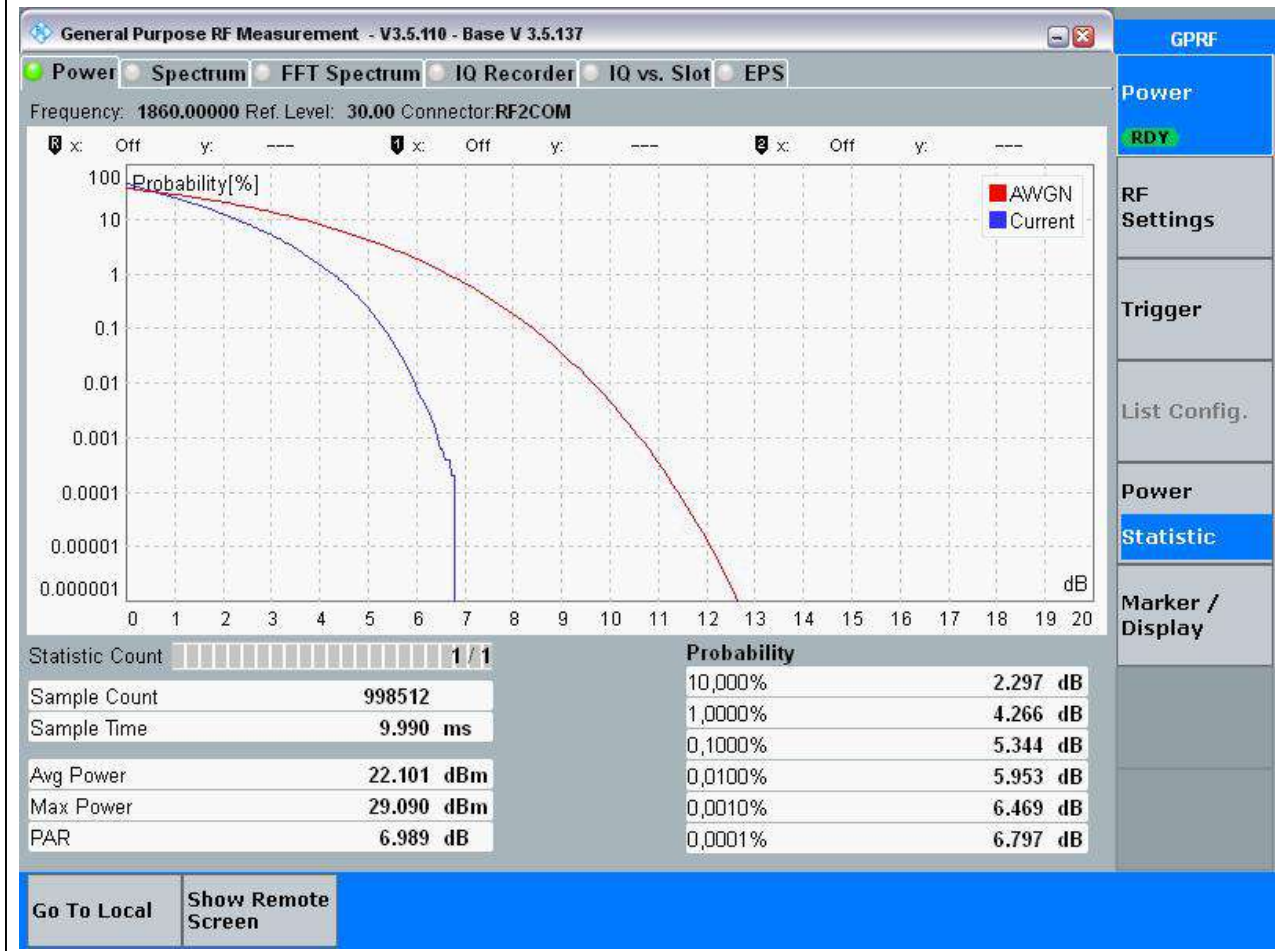 General Purpose RF Measurement - V3.5.110 - Base V 3.5.137
GPRF
Power Spectrum FFT Spectrum IQ Recorder IQ vs. Slot EPS
Frequency: 1860.00000 Ref. Level: 30.00 Connector:RF2COM
R x: Off y: --- 1 x: Off y: --- 2 x: Off y: ---
Probability[%]
AWGN
Current
100
10
1
0.1
0.01
0.001
0.0001
0.00001
0.000001
dB
0 1 2 3 4 5 6 7 8 9 10 11 12 13 14 15 16 17 18 19 20
Statistic Count 1 / 1
Sample Count 998512
Sample Time 9.990 ms
Avg Power 22.101 dBm
Max Power 29.090 dBm
PAR 6.989 dB
Probability
10,000% 2.297 dB
1,0000% 4.266 dB
0,1000% 5.344 dB
0,0100% 5.953 dB
0,0010% 6.469 dB
0,0001% 6.797 dB
Power
RDY
RF
Settings
Trigger
List Config.
Power
Statistic
Marker /
Display
Go To Local
Show Remote
Screen